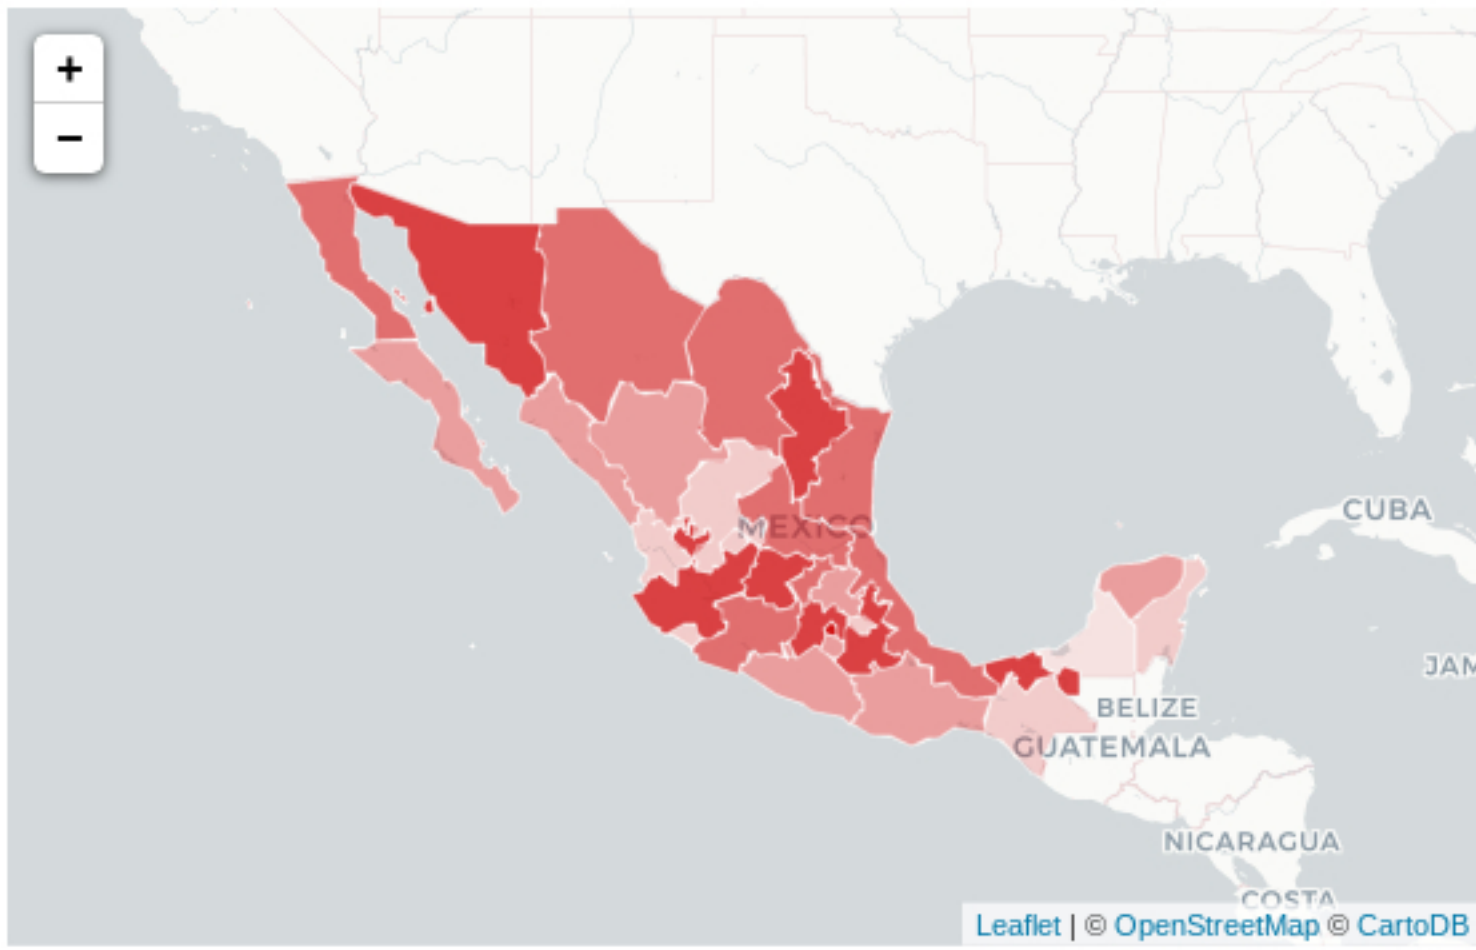 +
−
MEXICO
CUBA
JAM
BELIZE
GUATEMALA
NICARAGUA
COSTA
Leaflet | © OpenStreetMap © CartoDB